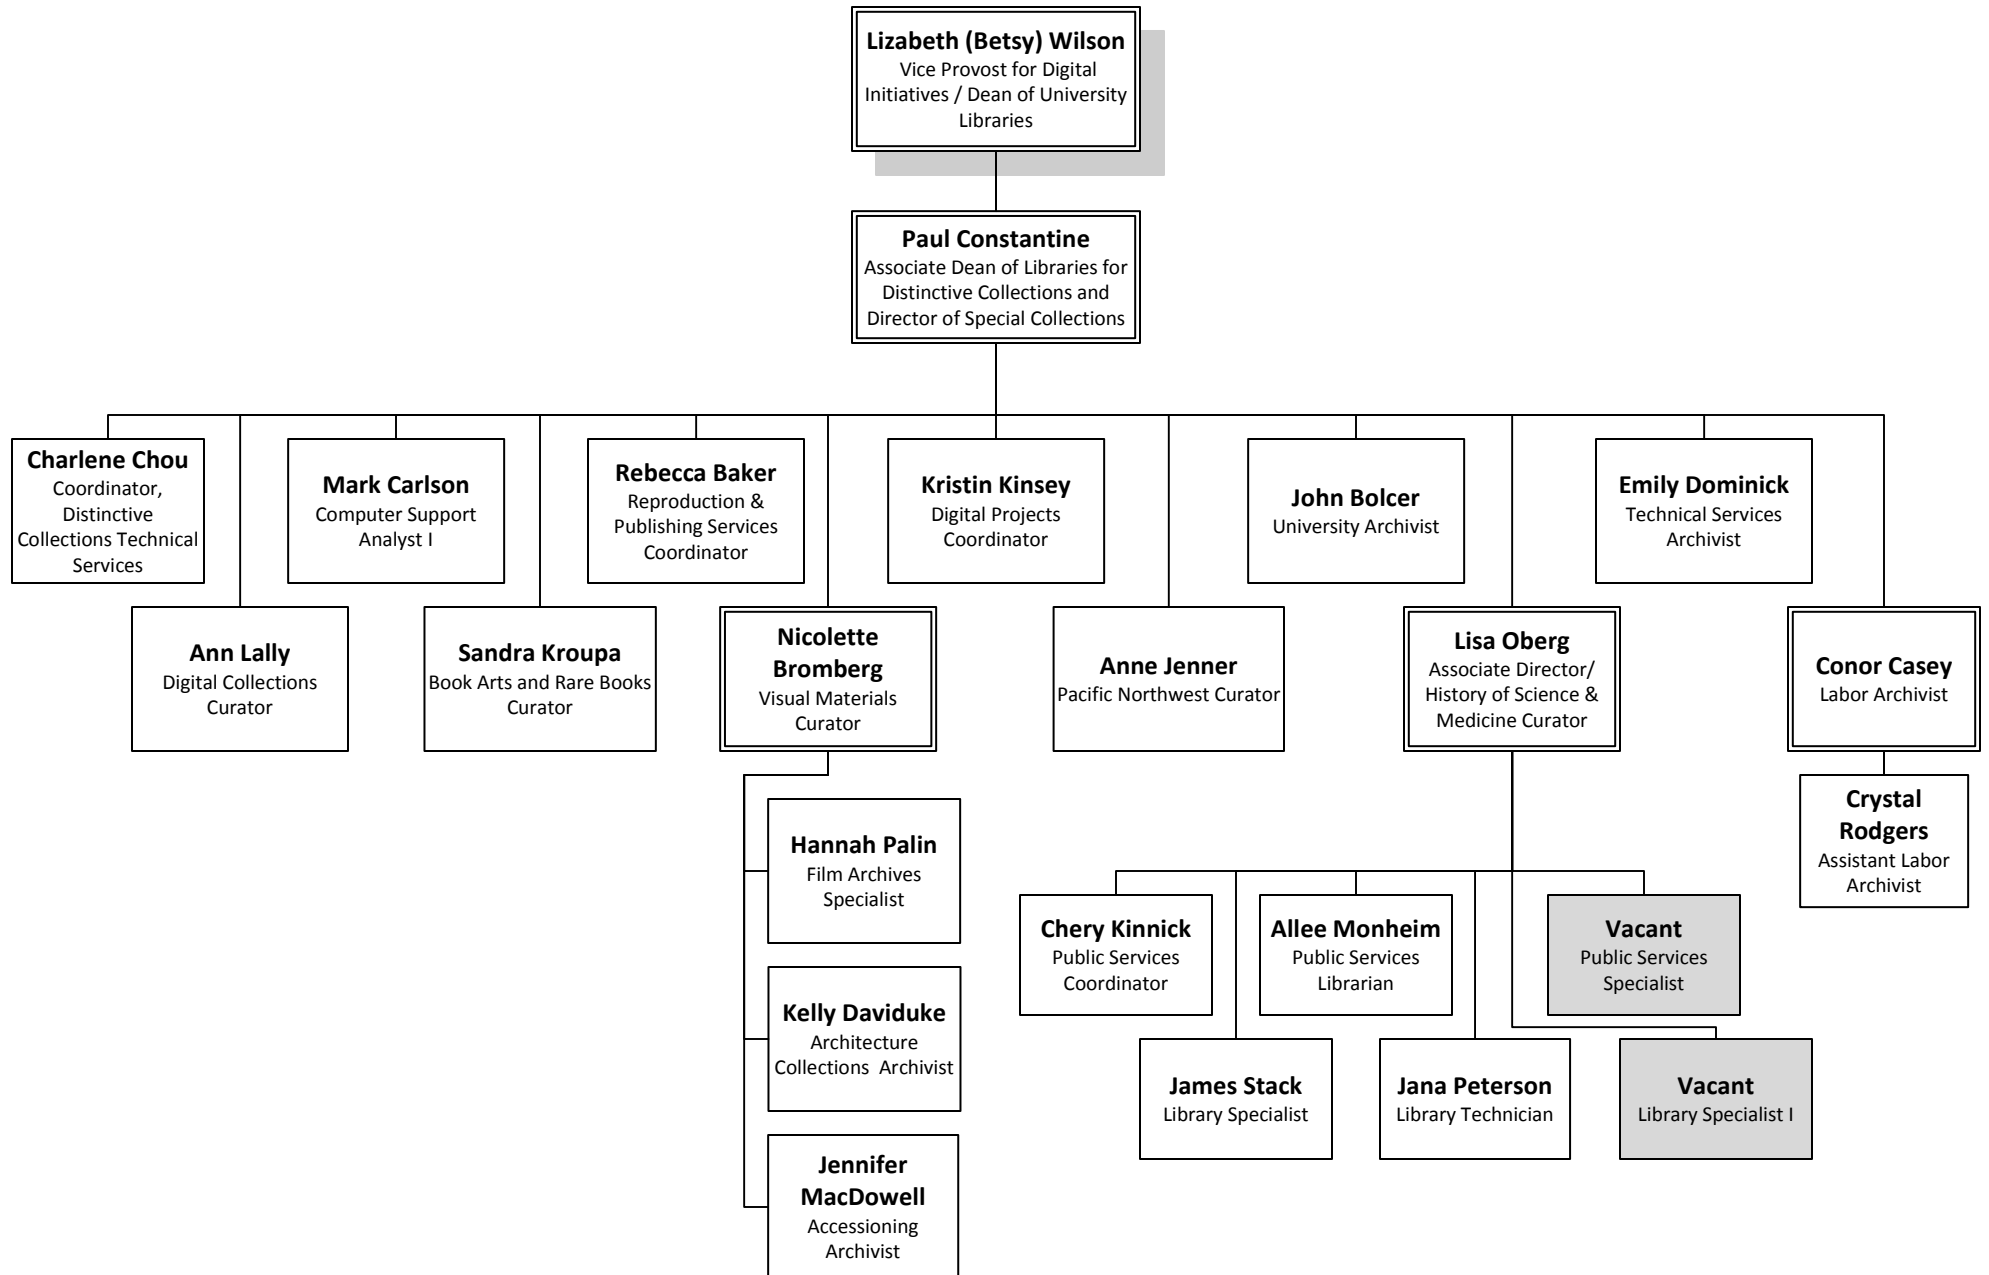 Lizabeth (Betsy) Wilson
Vice Provost for Digital
Initiatives / Dean of University
Libraries
Paul Constantine
Associate Dean of Libraries for
Distinctive Collections and
Director of Special Collections
Charlene Chou
Coordinator,
Distinctive
Collections Technical
Services
Mark Carlson
Computer Support
Analyst I
Rebecca Baker
Reproduction &
Publishing Services
Coordinator
Kristin Kinsey
Digital Projects
Coordinator
John Bolcer
University Archivist
Emily Dominick
Technical Services
Archivist
Ann Lally
Digital Collections
Curator
Sandra Kroupa
Book Arts and Rare Books
Curator
Nicolette
Bromberg
Visual Materials
Curator
Anne Jenner
Pacific Northwest Curator
Lisa Oberg
Associate Director/
History of Science &
Medicine Curator
Conor Casey
Labor Archivist
Hannah Palin
Film Archives
Specialist
Kelly Daviduke
Architecture
Collections  Archivist
Jennifer
MacDowell
Accessioning
Archivist
Chery Kinnick
Public Services
Coordinator
Allee Monheim
Public Services
Librarian
Vacant
Public Services
Specialist
James Stack
Library Specialist
Jana Peterson
Library Technician
Vacant
Library Specialist I
Crystal
Rodgers
Assistant Labor
Archivist